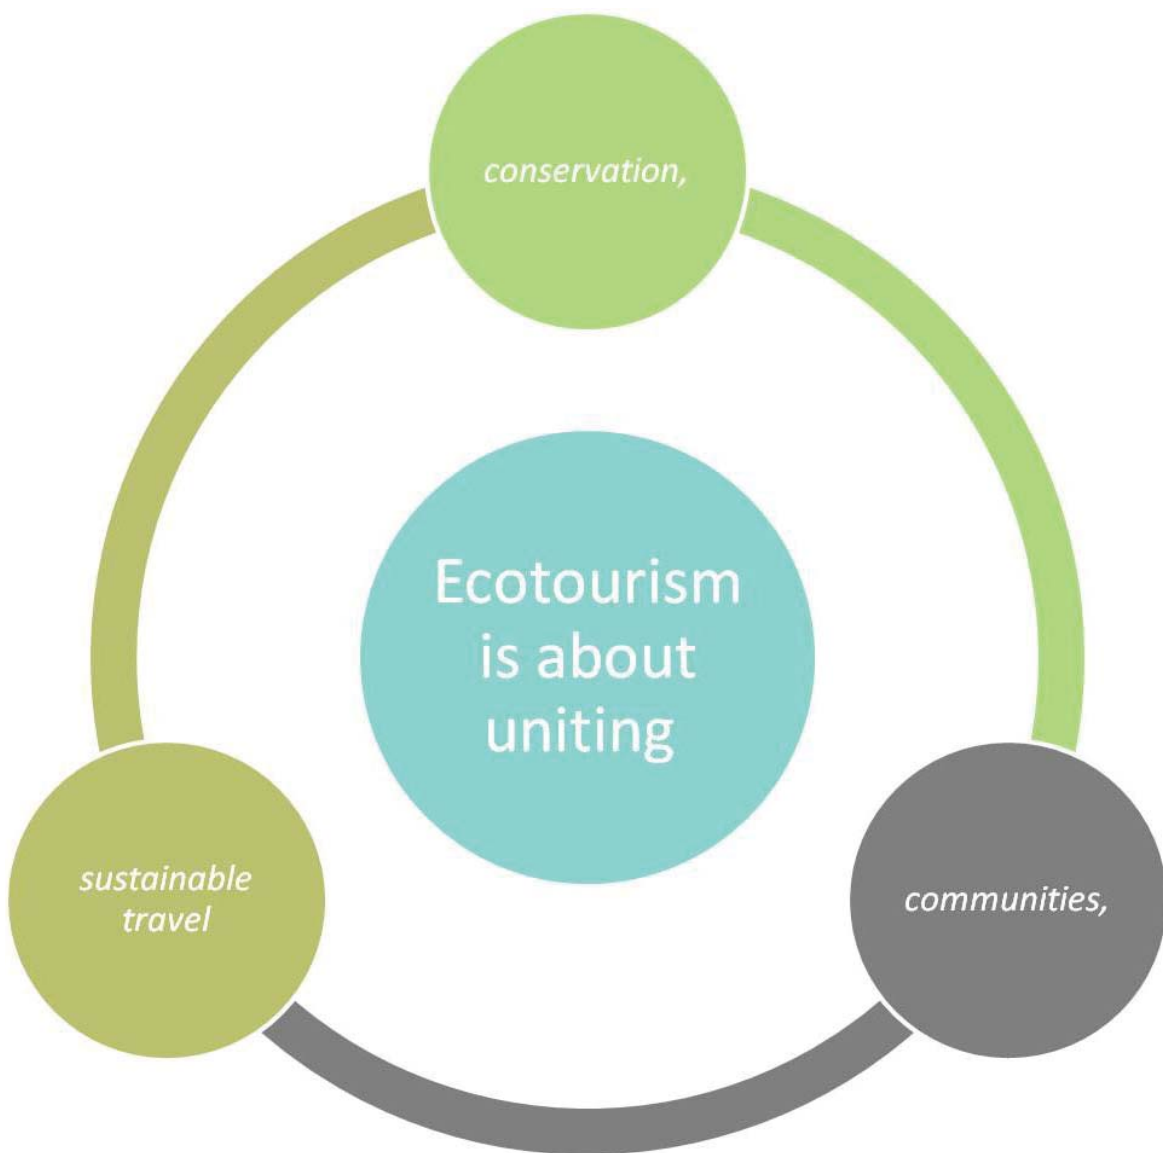 Ecotourism
is about
uniting
conservation,
communities,
sustainable
travel